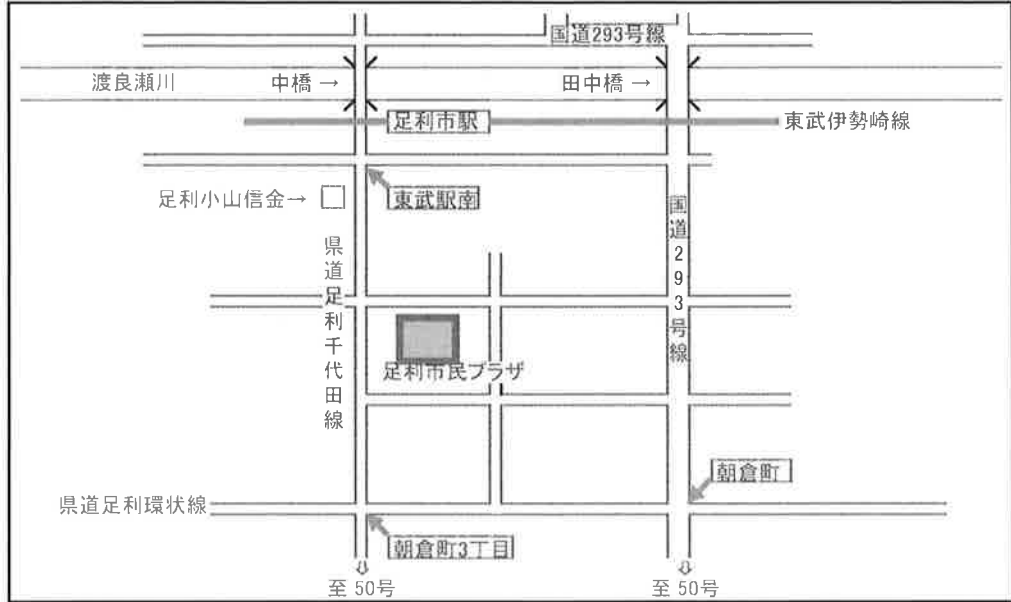 国道293号線
渡良瀬川
中橋→
田中橋→
足利市駅
東武伊勢崎線
足利小山信金→
東武駅南
県道足利千代田線
国道293号線
足利市民プラザ
朝倉町
県道足利環状線
朝倉町3丁目
至 50号
至 50号